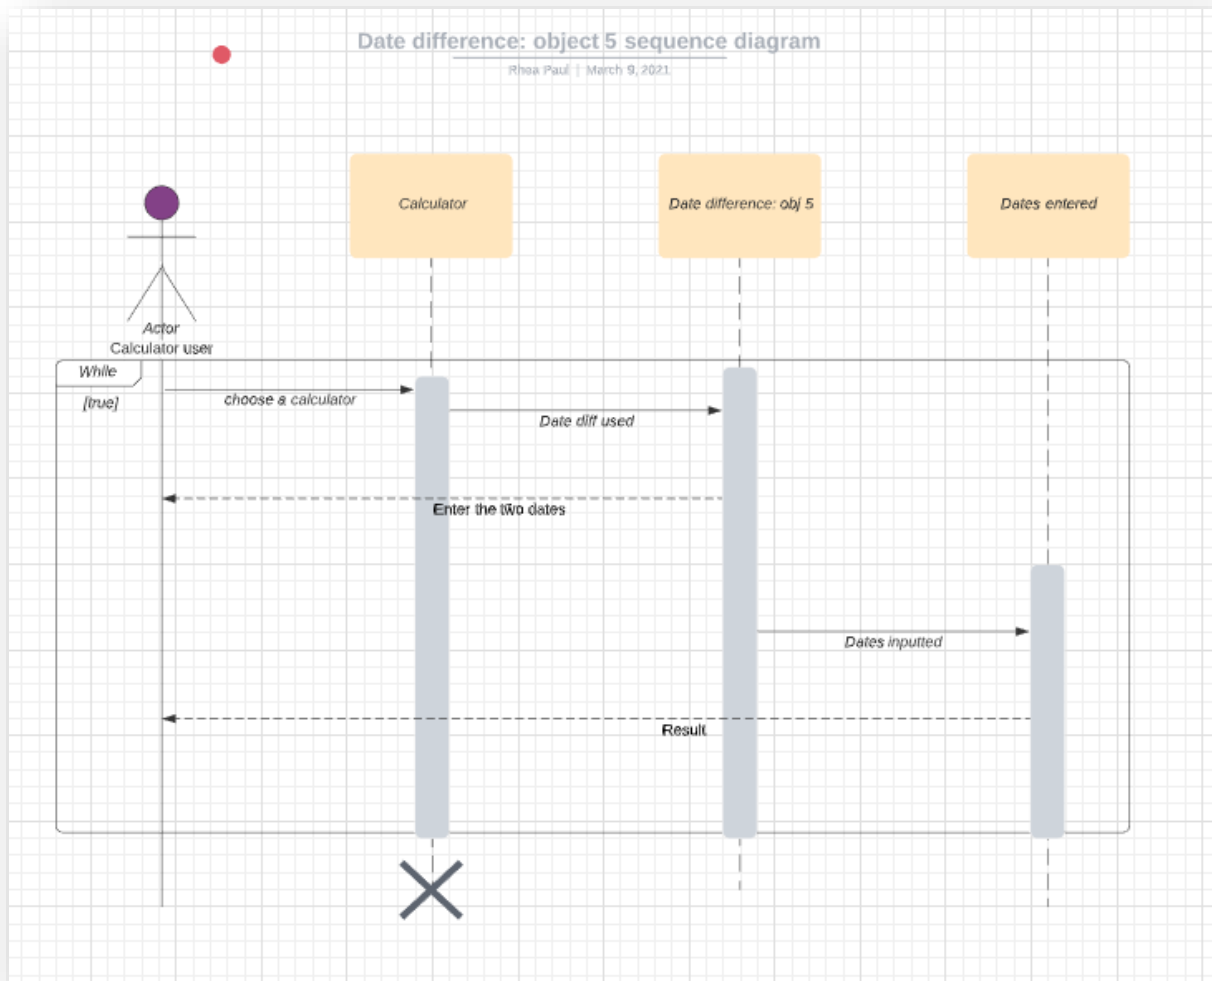 Date difference: object 5 sequence diagram
Rhea Paul | March 9, 2021
Calculator
Date difference: obj 5
Dates entered
Actor
Calculator user
While
[true]
choose a calculator
Date diff used
Enter the two dates
Dates inputted
Result